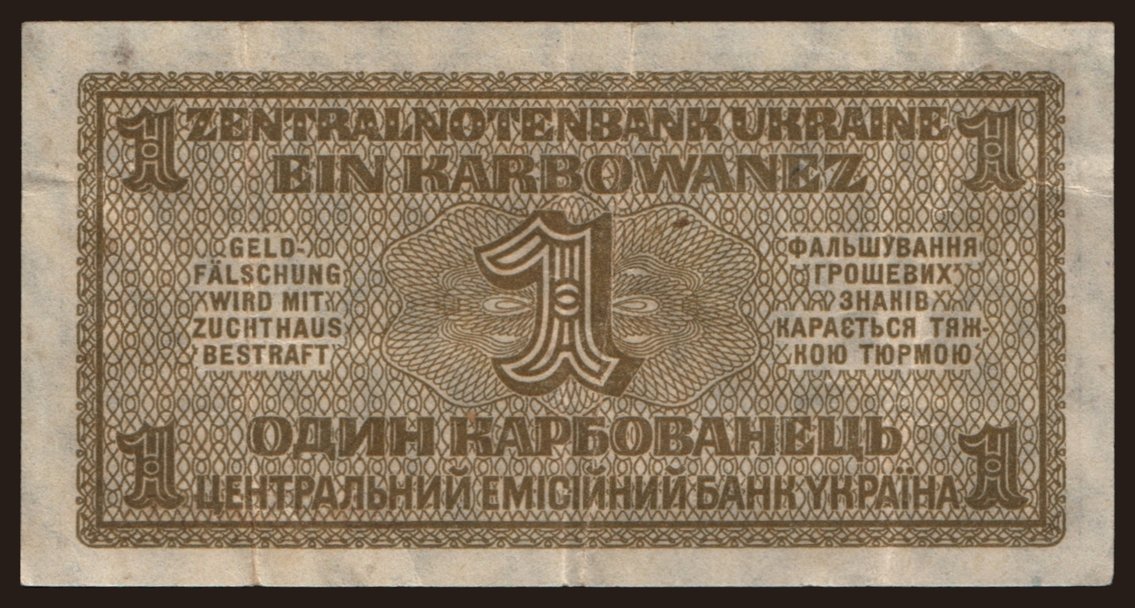 1 ZENTRALNOTENBANK UKRAINE 1
EIN KARBOWANEZ
GELD-
FÄLSCHUNG
WIRD MIT
ZUCHTHAUS
BESTRAFT
1
ФАЛЬШУВАННЯ
ГРОШЕВИХ
ЗНАКІВ
КАРАЄТЬСЯ ТЯЖ-
КОЮ ТЮРМОЮ
ОДИН КАРБОВАНЕЦЬ
1 ЦЕНТРАЛЬНИЙ ЕМІСІЙНИЙ БАНК УКРАЇНА 1